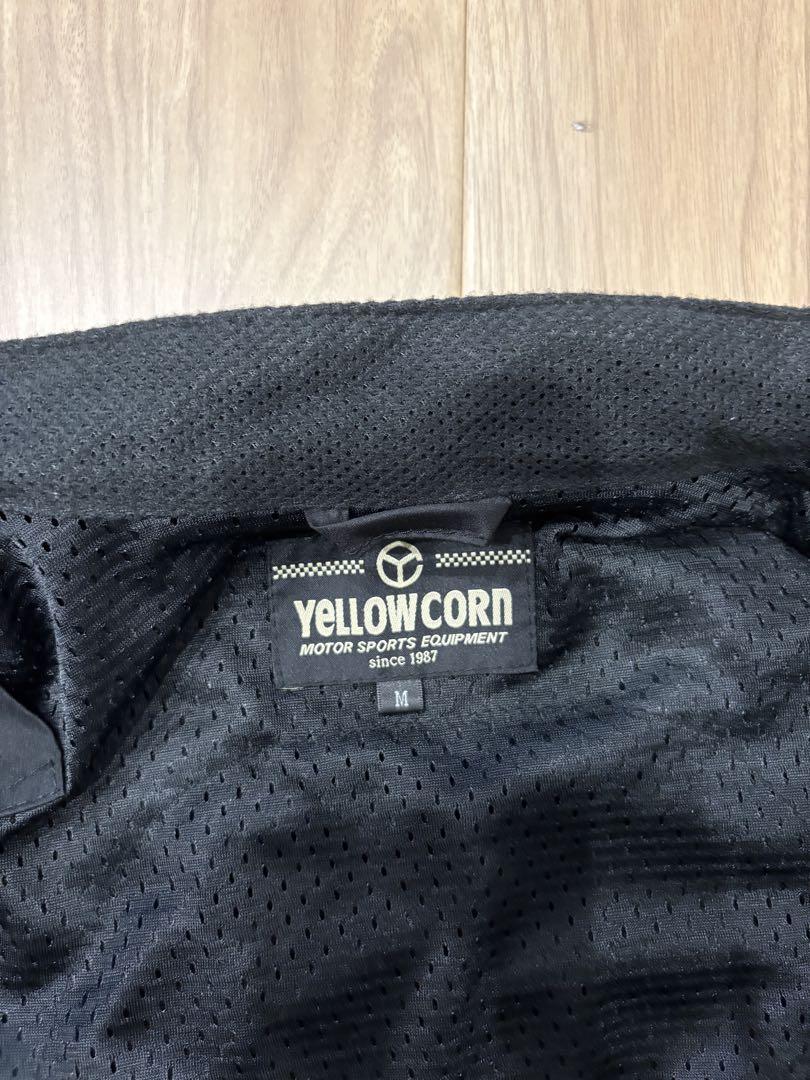 YeLLOWCORn
MOTOR SPORTS EQUIPMENT
since 1987
M